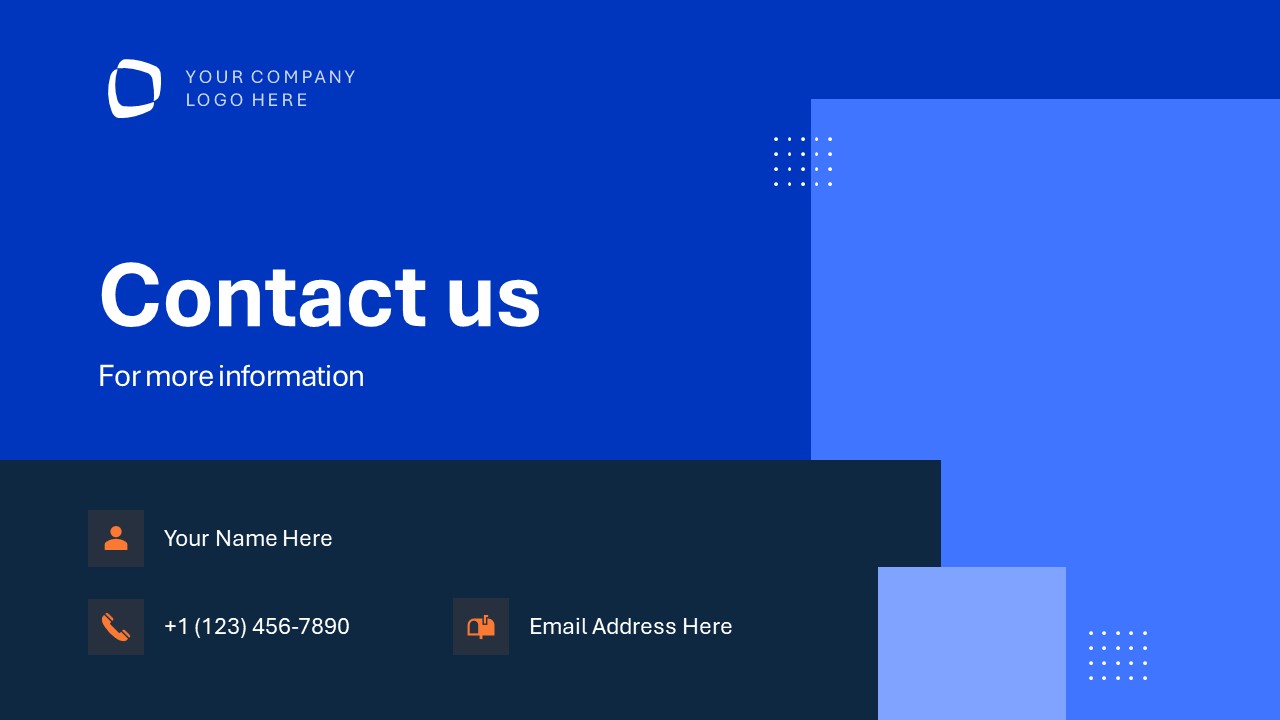 YOUR COMPANY
LOGO HERE
Contact us
For more information
Your Name Here
+1 (123) 456-7890
Email Address Here